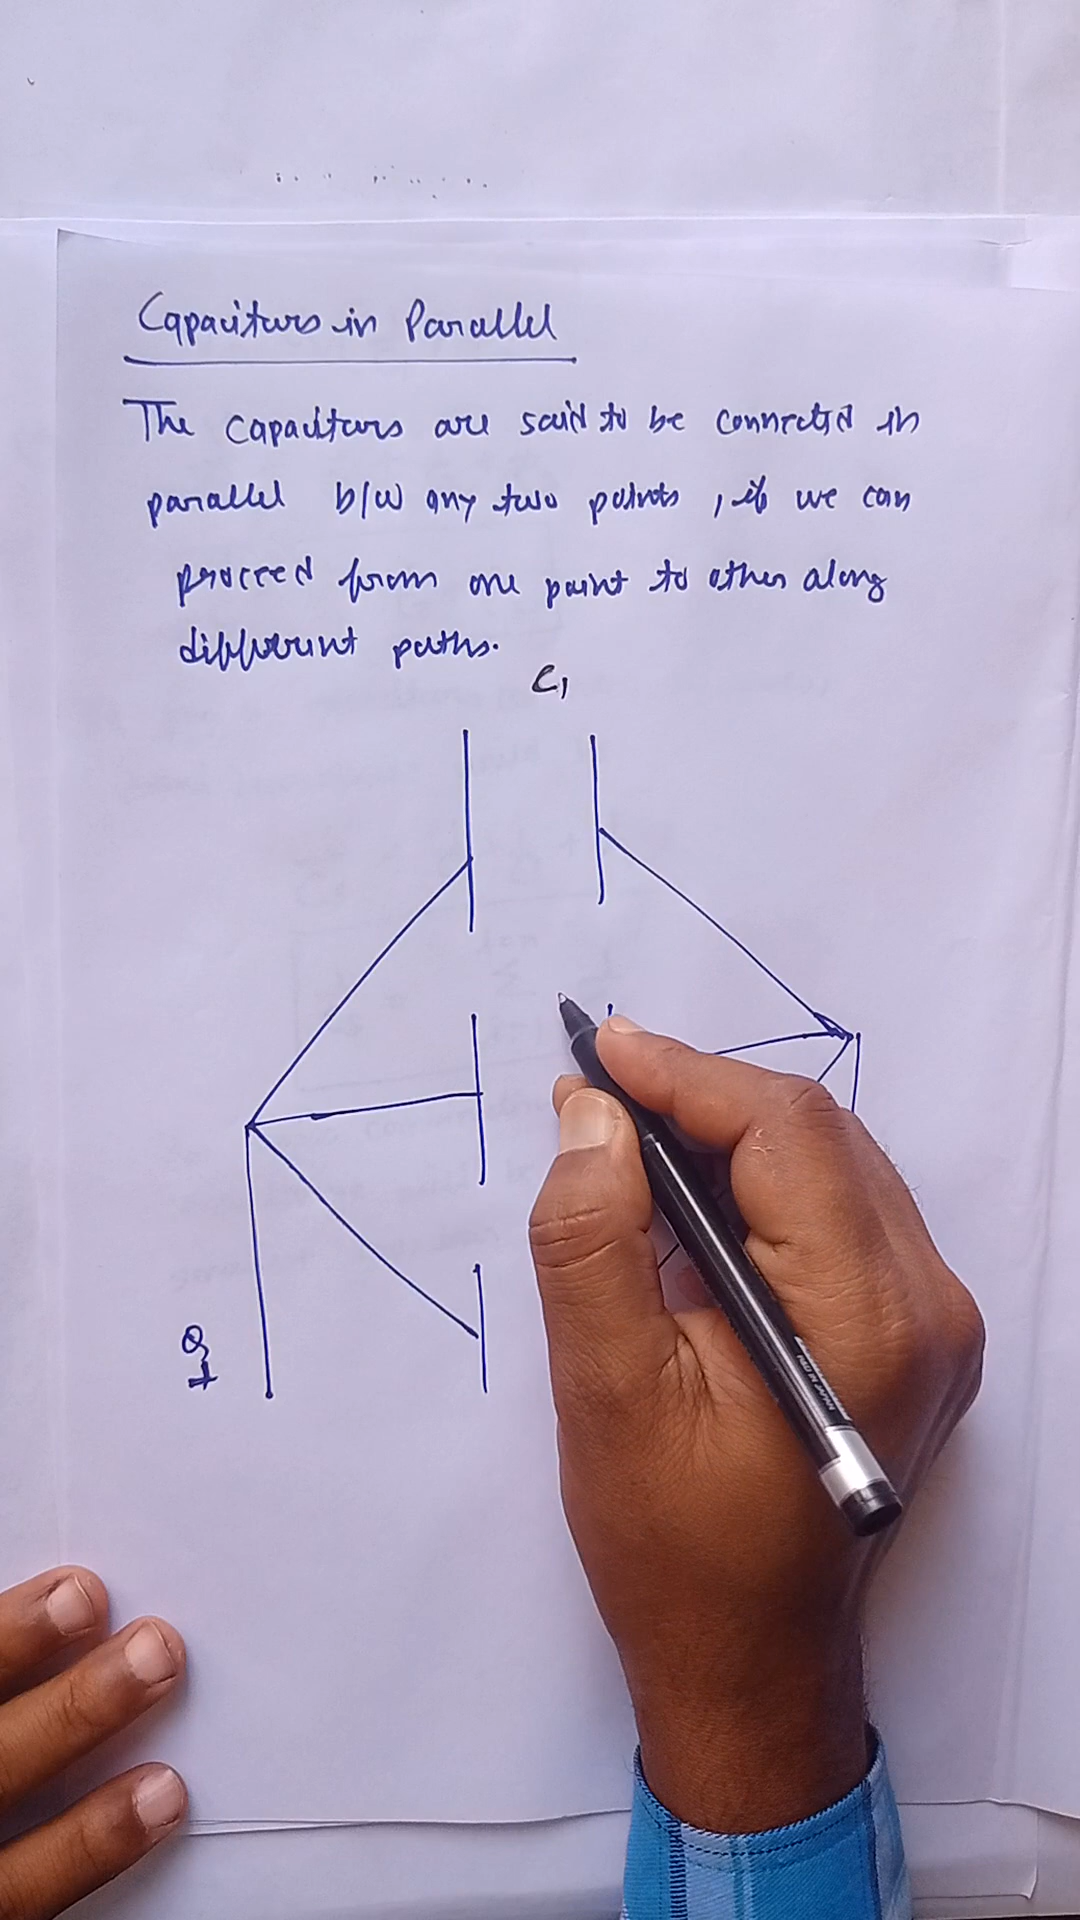 Capacitors in Parallel
The capacitors are said to be connected in
parallel b/w any two points, if we can
proceed from one point to other along
different paths.
C1
Q
+